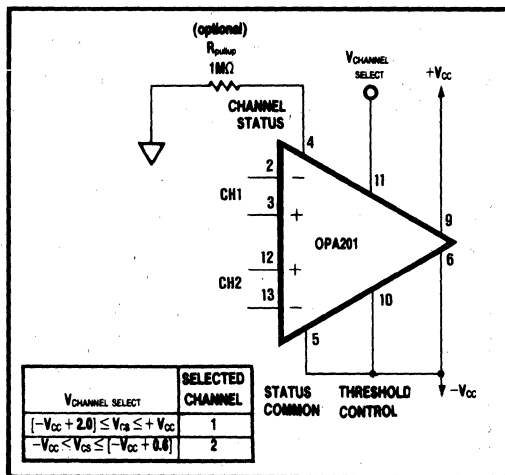 (optional)
Rpullup
1MΩ
CHANNEL
STATUS
VCHANNEL
SELECT
+VCC
4
11
2
−
CH1
3
+
9
OPA201
6
12
+
CH2
13
−
10
5
STATUS
COMMON
THRESHOLD
CONTROL
−VCC
VCHANNEL SELECT
SELECTED
CHANNEL
[−VCC + 2.0] ≤ VCS ≤ + VCC
1
−VCC ≤ VCS ≤ [−VCC + 0.6]
2